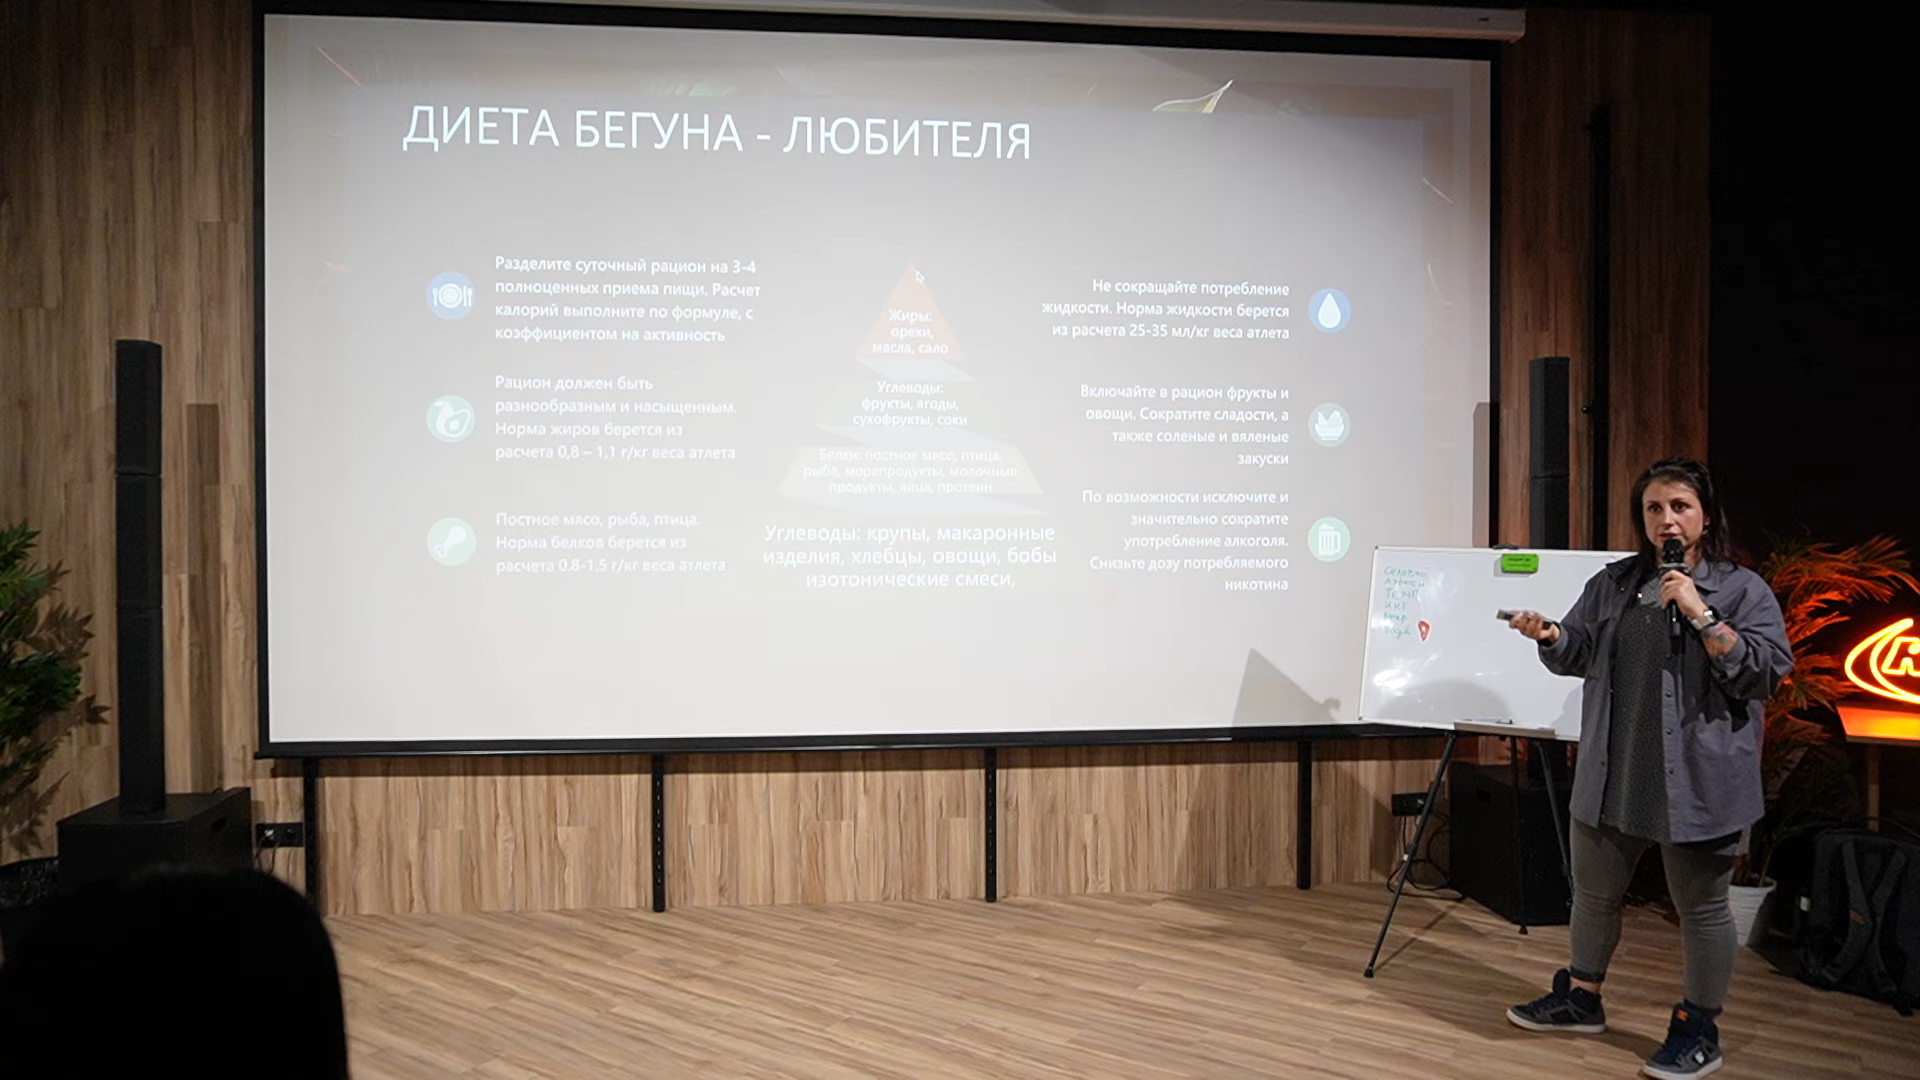 ДИЕТА БЕГУНА - ЛЮБИТЕЛЯ
Разделите суточный рацион на 3-4
полноценных приема пищи. Расчет
калорий выполните по формуле, с
коэффициентом на активность
Рацион должен быть
разнообразным и насыщенным.
Норма жиров берется из
расчета 0,8 – 1,1 г/кг веса атлета
Постное мясо, рыба, птица.
Норма белков берется из
расчета 0.8-1.5 г/кг веса атлета
Жиры:
орехи,
масла, сало
Углеводы:
фрукты, ягоды,
сухофрукты, соки
Белки: постное мясо, птица,
рыба, морепродукты, молочные
продукты, яйца, протеин
Углеводы: крупы, макаронные
изделия, хлебцы, овощи, бобы
изотонические смеси,
Не сокращайте потребление
жидкости. Норма жидкости берется
из расчета 25-35 мл/кг веса атлета
Включайте в рацион фрукты и
овощи. Сократите сладости, а
также соленые и вяленые
закуски
По возможности исключите и
значительно сократите
употребление алкоголя.
Снизьте дозу потребляемого
никотина